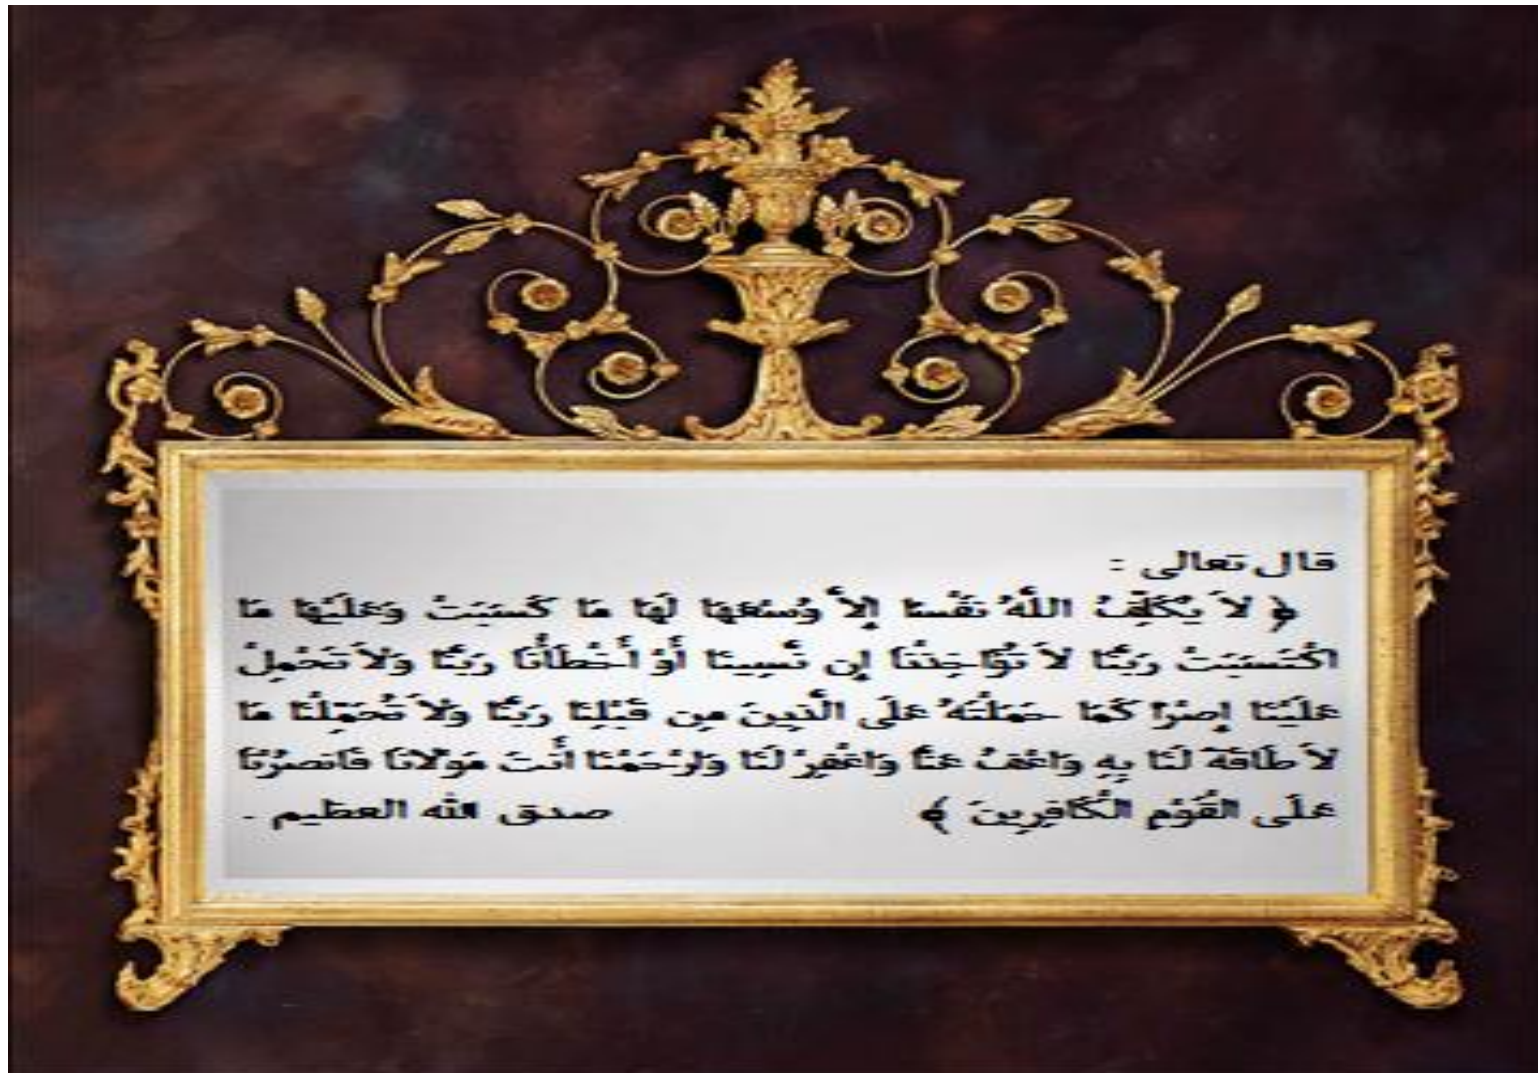 قال تعالى :
﴿ لاَ يُكَلِّفُ اللَّهُ نَفْسًا إِلاَّ وُسْعَهَا لَهَا مَا كَسَبَتْ وَعَلَيْهَا مَا
اكْتَسَبَتْ رَبَّنَا لاَ تُؤَاخِذْنَا إِن نَّسِينَا أَوْ أَخْطَأْنَا رَبَّنَا وَلاَ تَحْمِلْ
عَلَيْنَا إِصْرًا كَمَا حَمَلْتَهُ عَلَى الَّذِينَ مِن قَبْلِنَا رَبَّنَا وَلاَ تُحَمِّلْنَا مَا
لاَ طَاقَةَ لَنَا بِهِ وَاعْفُ عَنَّا وَاغْفِرْ لَنَا وَارْحَمْنَا أَنْتَ مَوْلاَنَا فَانصُرْنَا
عَلَى الْقَوْمِ الْكَافِرِينَ ﴾ صدق الله العظيم .